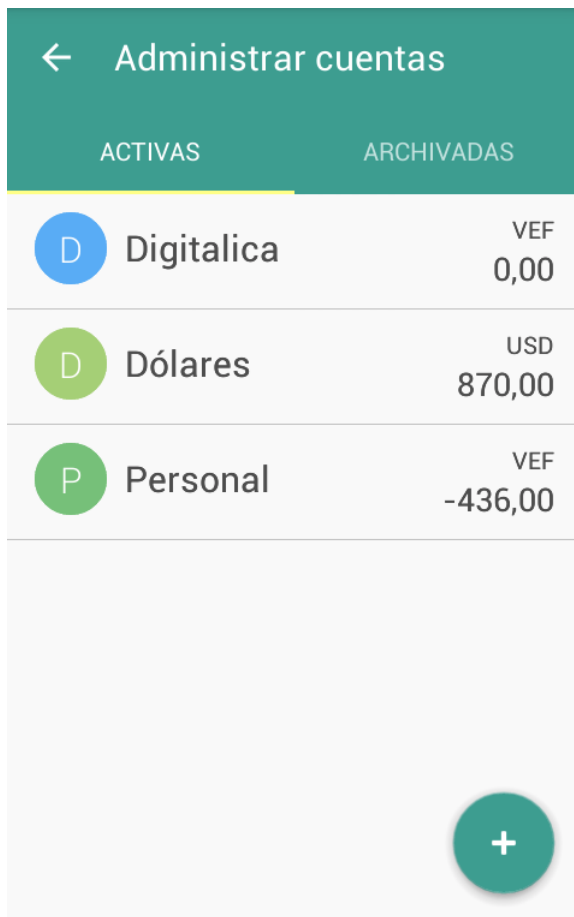 Administrar cuentas
ACTIVAS ARCHIVADAS
D Digitalica VEF 0,00
D Dólares USD 870,00
P Personal VEF -436,00
+